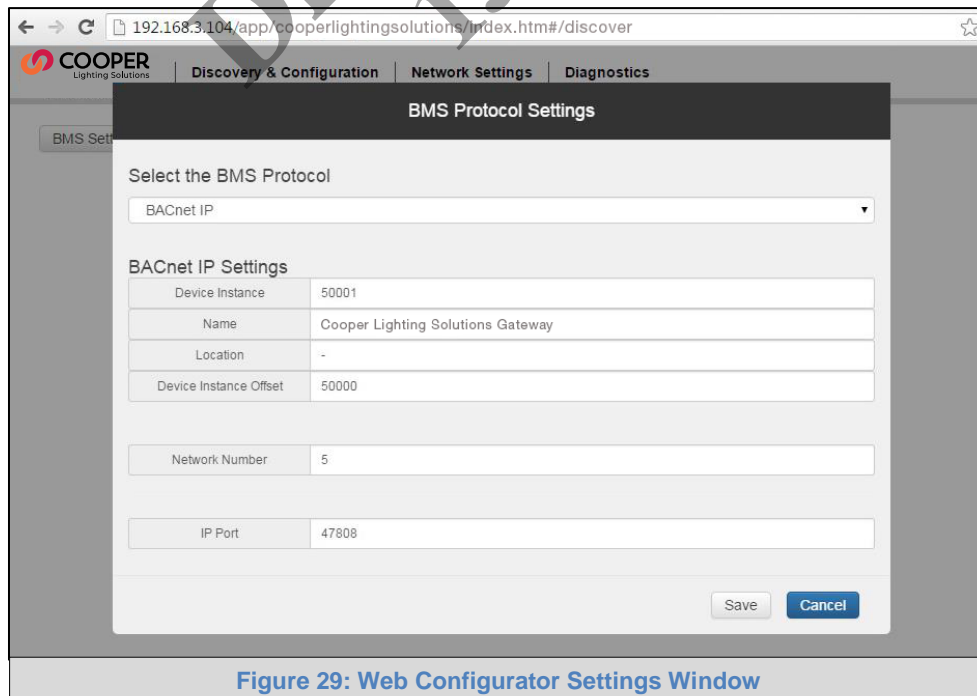 192.168.3.104/app/cooperlightingsolutions/index.htm#/discover
COOPER
Lighting Solutions
Discovery & Configuration
Network Settings
Diagnostics
BMS Protocol Settings
BMS Sett
Select the BMS Protocol
BACnet IP
BACnet IP Settings
Device Instance 50001
Name Cooper Lighting Solutions Gateway
Location -
Device Instance Offset 50000
Network Number 5
IP Port 47808
Save Cancel
Figure 29: Web Configurator Settings Window